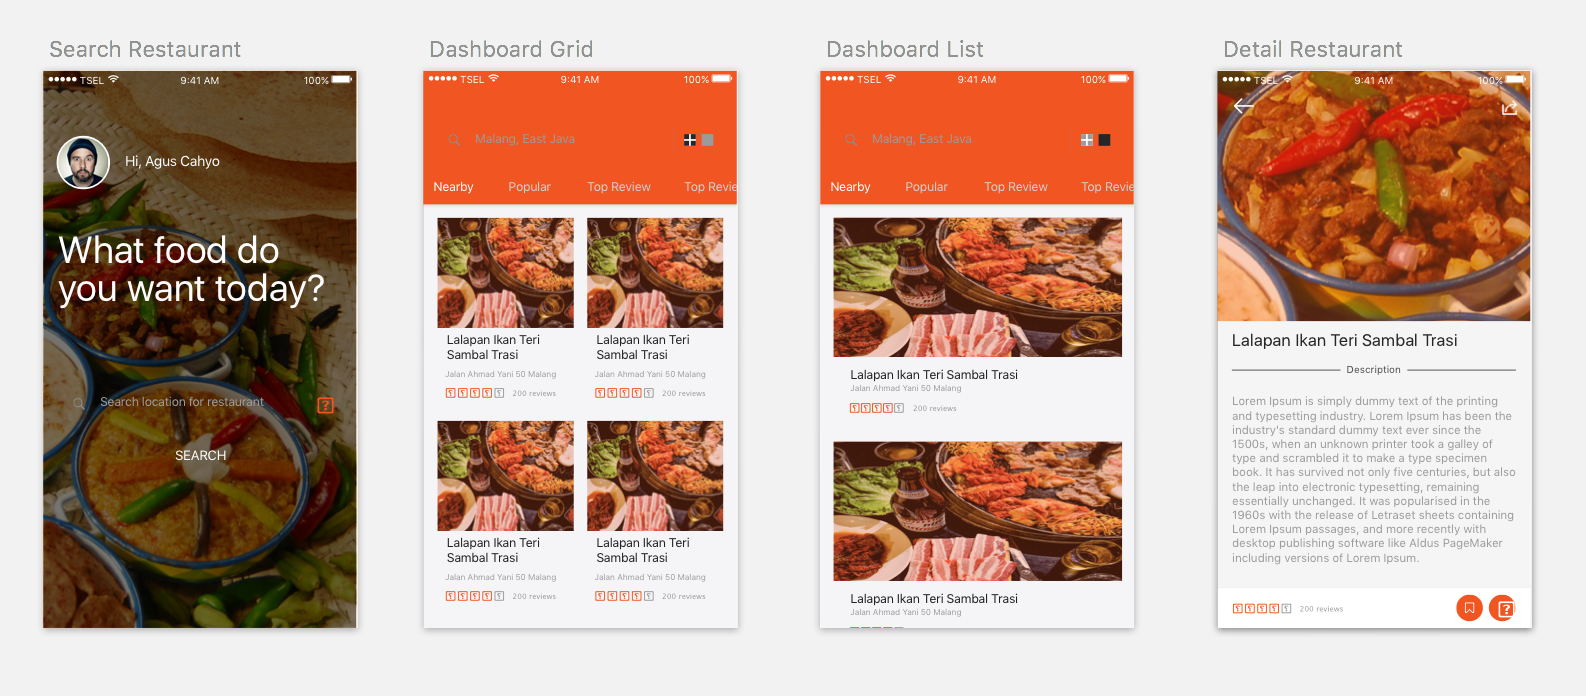 Search Restaurant
TSEL
9:41 AM
100%
Hi, Agus Cahyo
What food do
you want today?
Search location for restaurant
SEARCH
Dashboard Grid
TSEL
9:41 AM
100%
Malang, East Java
Nearby
Popular
Top Review
Top Revie
Lalapan Ikan Teri
Sambal Trasi
Jalan Ahmad Yani 50 Malang
200 reviews
Lalapan Ikan Teri
Sambal Trasi
Jalan Ahmad Yani 50 Malang
200 reviews
Lalapan Ikan Teri
Sambal Trasi
Jalan Ahmad Yani 50 Malang
200 reviews
Lalapan Ikan Teri
Sambal Trasi
Jalan Ahmad Yani 50 Malang
200 reviews
Dashboard List
TSEL
9:41 AM
100%
Malang, East Java
Nearby
Popular
Top Review
Top Revie
Lalapan Ikan Teri Sambal Trasi
Jalan Ahmad Yani 50 Malang
200 reviews
Lalapan Ikan Teri Sambal Trasi
Jalan Ahmad Yani 50 Malang
Detail Restaurant
TSEL
9:41 AM
100%
Lalapan Ikan Teri Sambal Trasi
Description
Lorem Ipsum is simply dummy text of the printing
and typesetting industry. Lorem Ipsum has been the
industry's standard dummy text ever since the
1500s, when an unknown printer took a galley of
type and scrambled it to make a type specimen
book. It has survived not only five centuries, but also
the leap into electronic typesetting, remaining
essentially unchanged. It was popularised in the
1960s with the release of Letraset sheets containing
Lorem Ipsum passages, and more recently with
desktop publishing software like Aldus PageMaker
including versions of Lorem Ipsum.
200 reviews